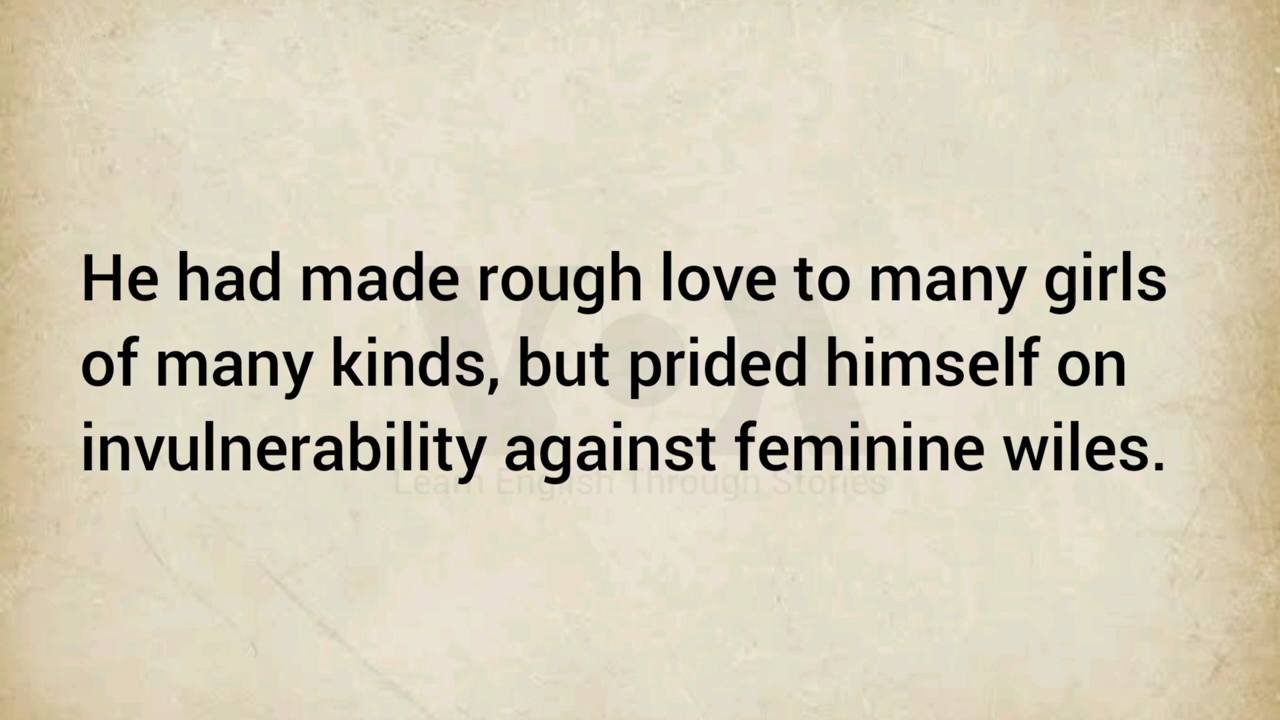 He had made rough love to many girls
of many kinds, but prided himself on
invulnerability against feminine wiles.
VOA
Learn English Through Stories